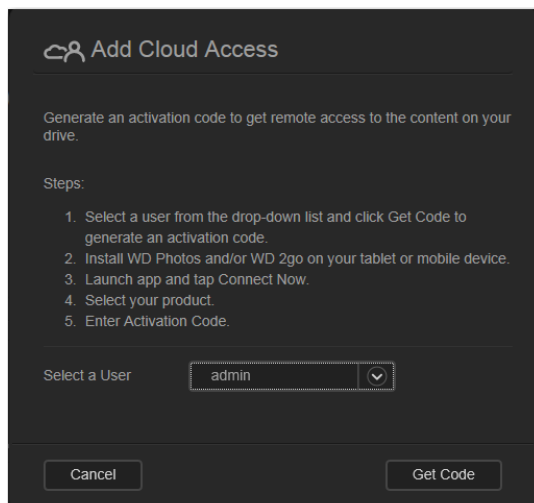 Add Cloud Access
Generate an activation code to get remote access to the content on your
drive.
Steps:
1. Select a user from the drop-down list and click Get Code to
generate an activation code.
2. Install WD Photos and/or WD 2go on your tablet or mobile device.
3. Launch app and tap Connect Now.
4. Select your product.
5. Enter Activation Code.
Select a User admin
Cancel Get Code